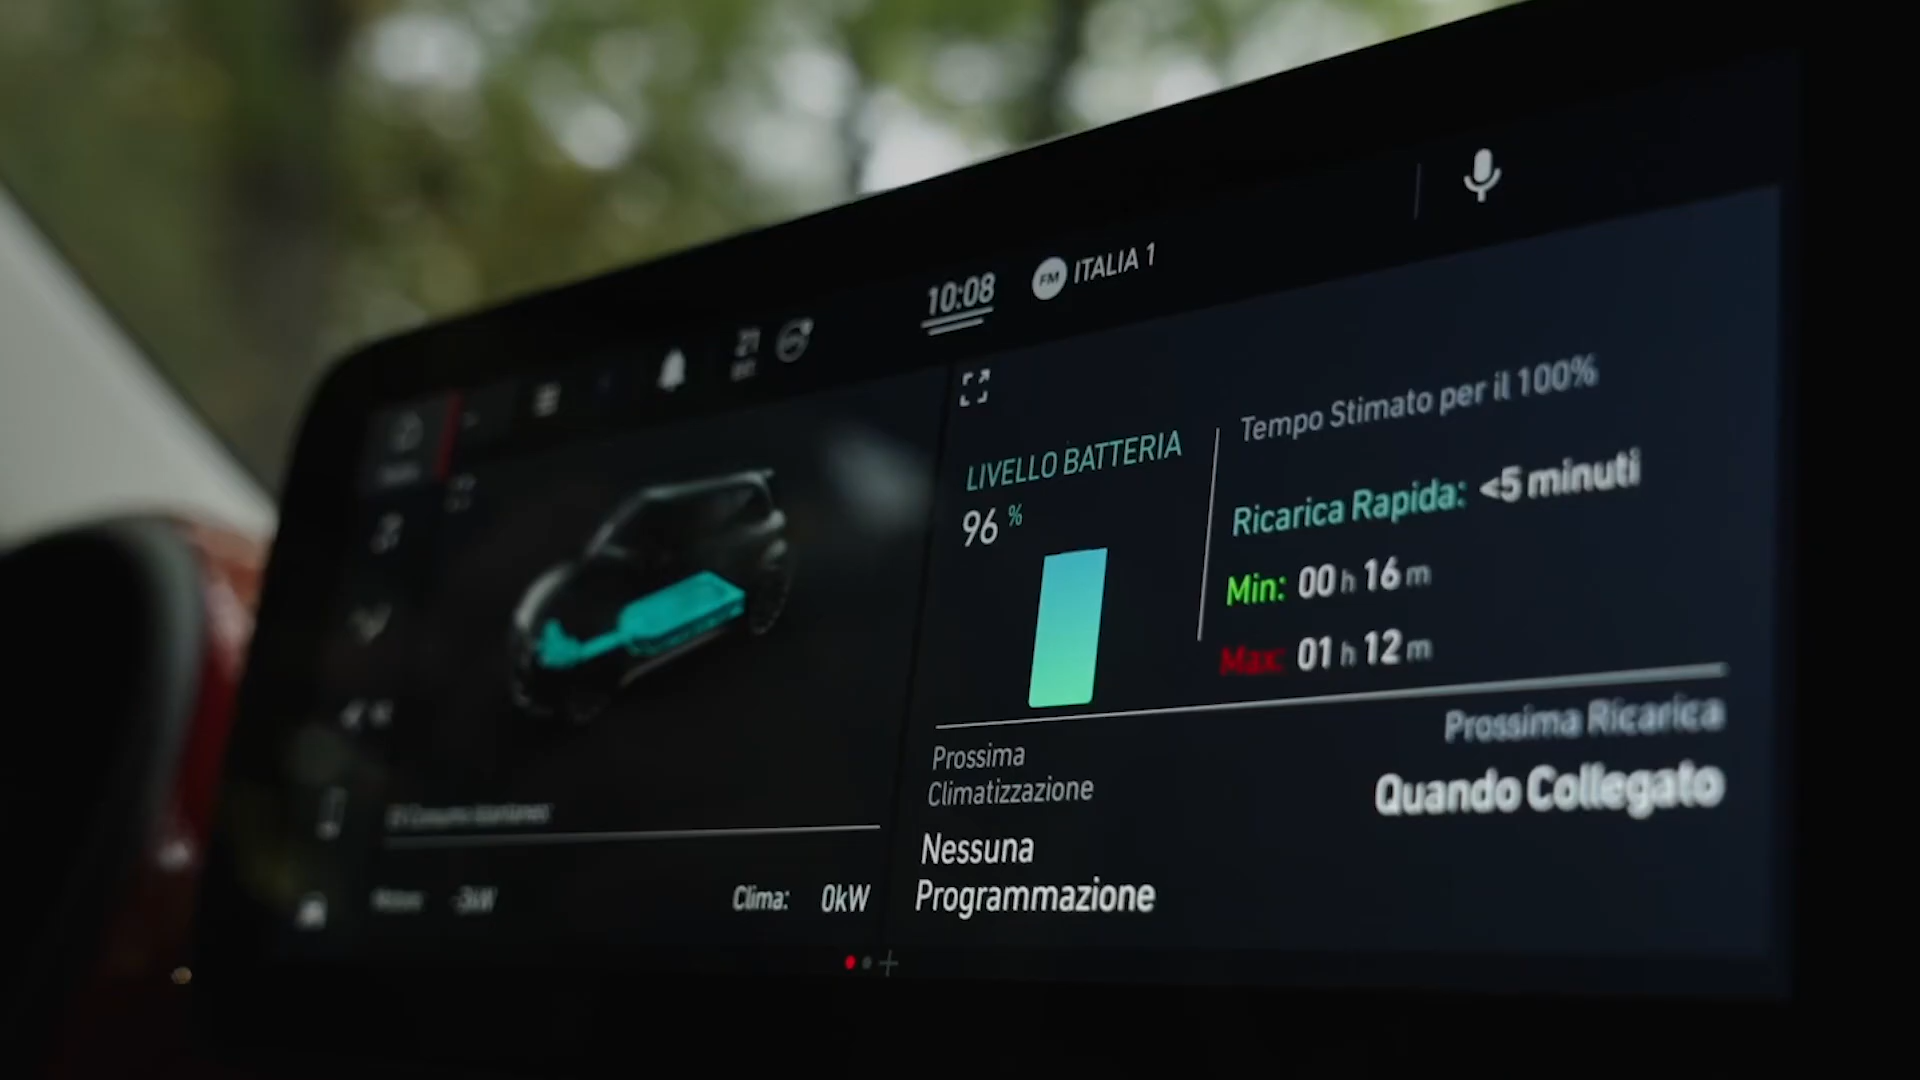 10:08
FM ITALIA 1
21
LIVELLO BATTERIA
96 %
Tempo Stimato per il 100%
Ricarica Rapida: <5 minuti
Min: 00 h 16 m
Max: 01 h 12 m
Prossima
Climatizzazione
Nessuna
Programmazione
Prossima Ricarica
Quando Collegato
Clima: 0kW